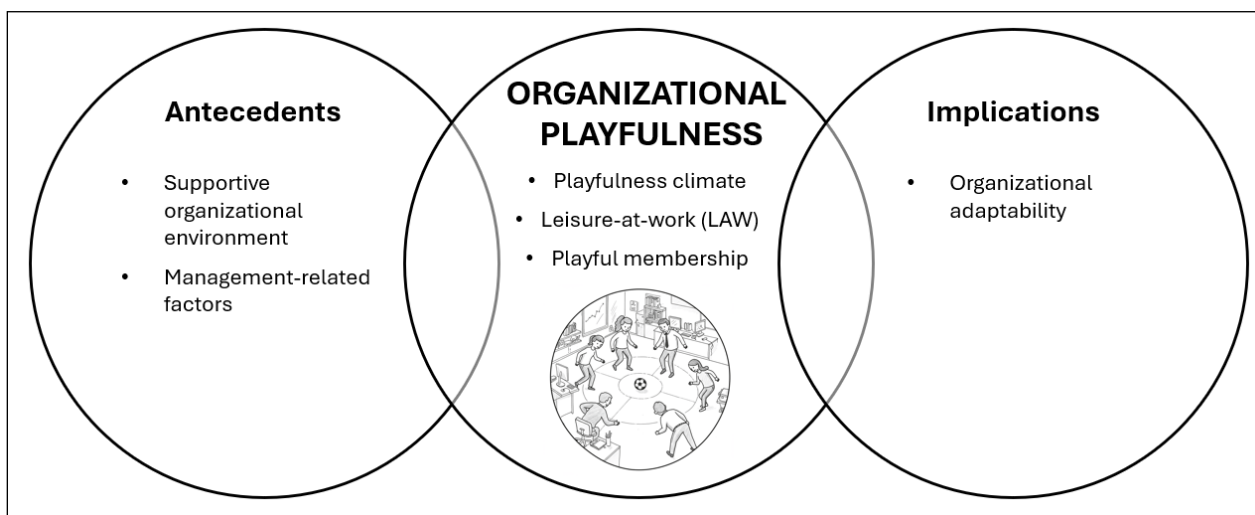 Antecedents
• Supportive
organizational
environment
• Management-related
factors
ORGANIZATIONAL
PLAYFULNESS
• Playfulness climate
• Leisure-at-work (LAW)
• Playful membership
Implications
• Organizational
adaptability